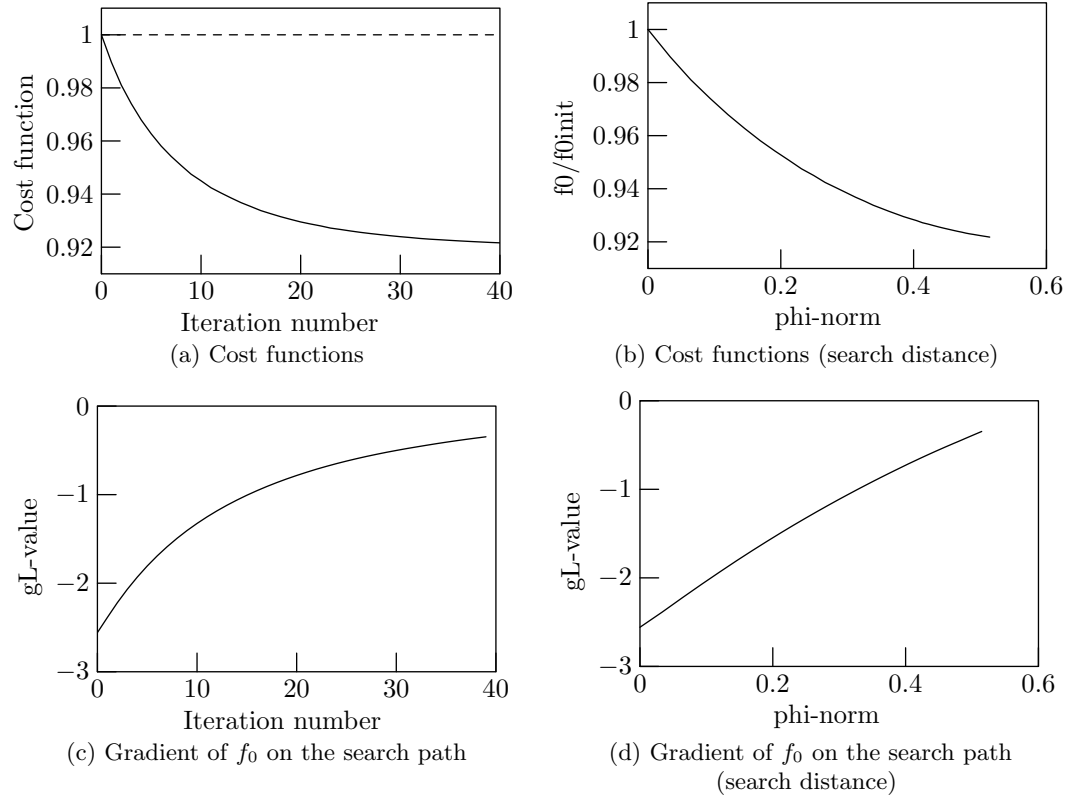 1
0.98
0.96
0.94
0.92
Cost function
0 10 20 30 40
Iteration number
(a) Cost functions
1
0.98
0.96
0.94
0.92
f0/f0init
0 0.2 0.4 0.6
phi-norm
(b) Cost functions (search distance)
0
−1
−2
−3
gL-value
0 10 20 30 40
Iteration number
(c) Gradient of f₀ on the search path
0
−1
−2
−3
gL-value
0 0.2 0.4 0.6
phi-norm
(d) Gradient of f₀ on the search path
(search distance)